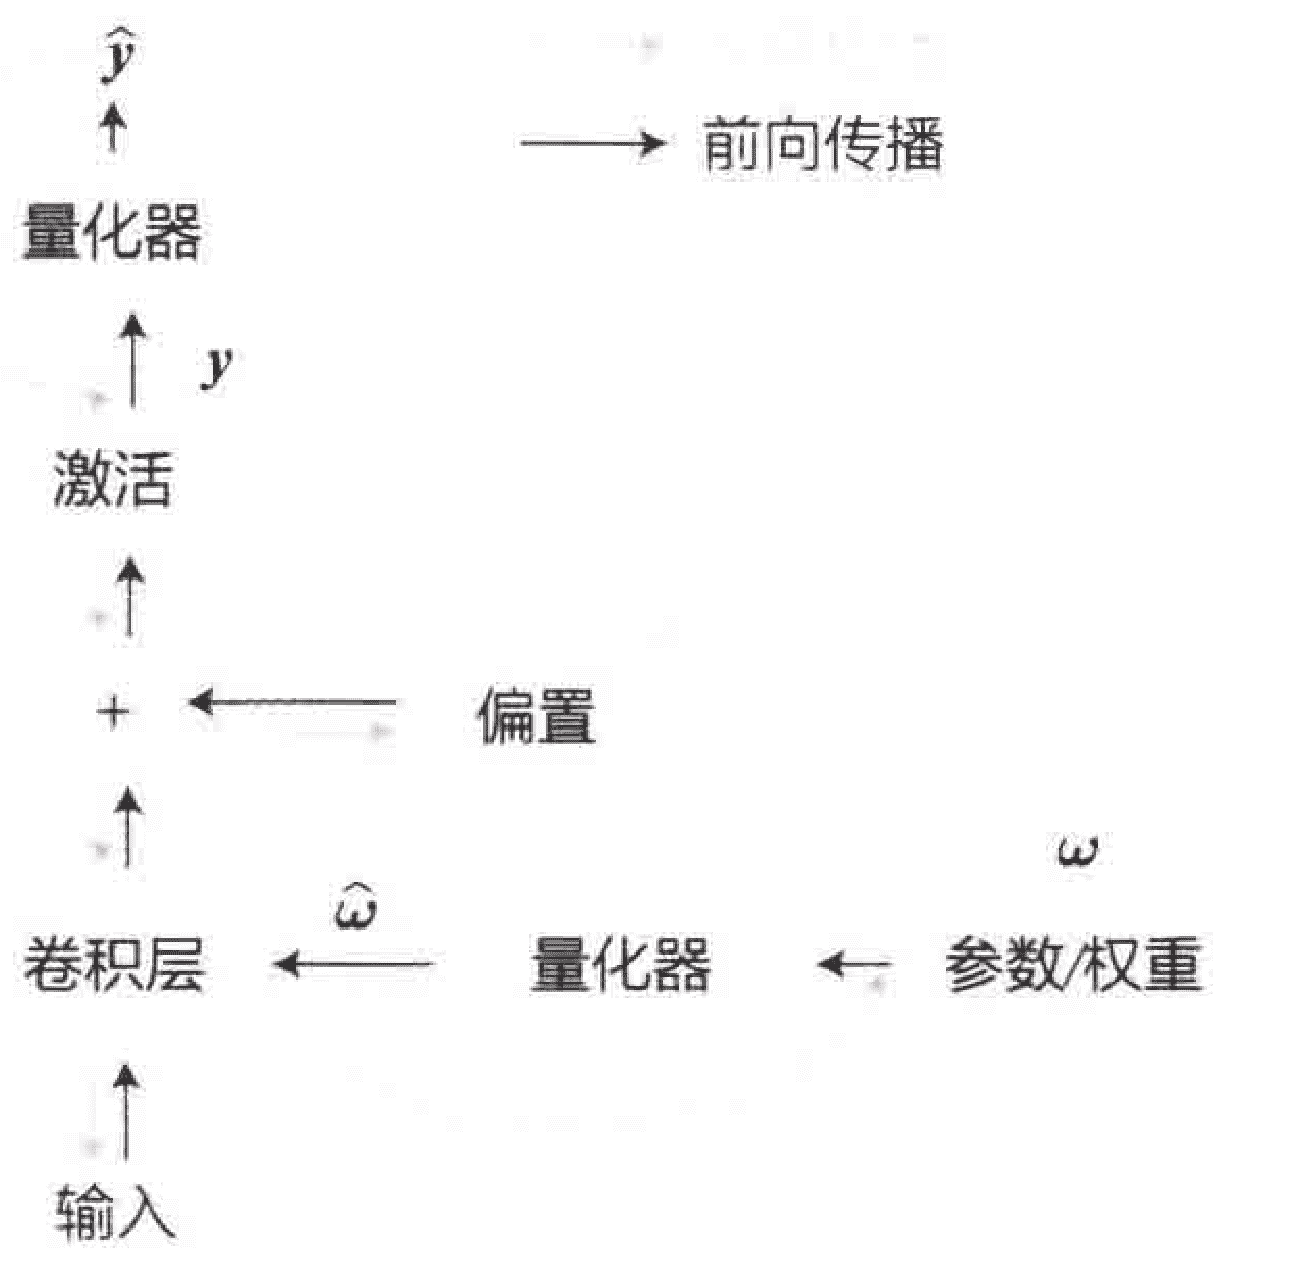 ŷ
前向传播
量化器
y
激活
+
偏置
ω
ω̂
卷积层
量化器
参数/权重
输入